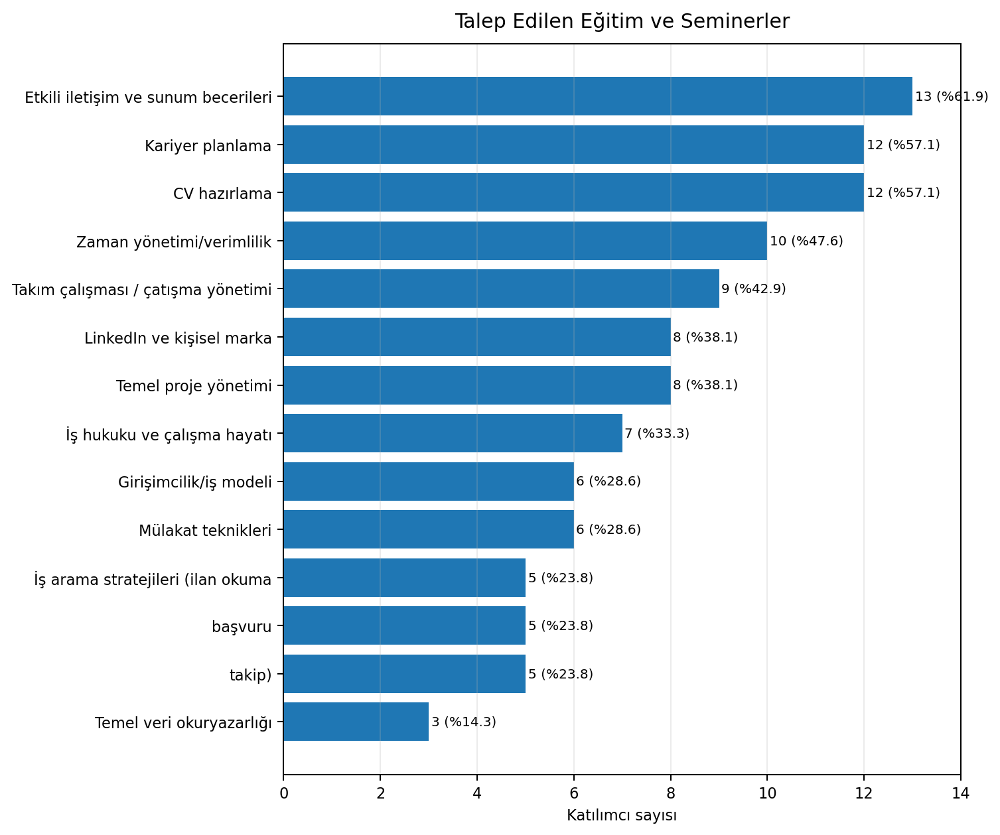 Talep Edilen Eğitim ve Seminerler
Etkili iletişim ve sunum becerileri 13 (%61.9)
Kariyer planlama 12 (%57.1)
CV hazırlama 12 (%57.1)
Zaman yönetimi/verimlilik 10 (%47.6)
Takım çalışması / çatışma yönetimi 9 (%42.9)
LinkedIn ve kişisel marka 8 (%38.1)
Temel proje yönetimi 8 (%38.1)
İş hukuku ve çalışma hayatı 7 (%33.3)
Girişimcilik/iş modeli 6 (%28.6)
Mülakat teknikleri 6 (%28.6)
İş arama stratejileri (ilan okuma 5 (%23.8)
başvuru 5 (%23.8)
takip) 5 (%23.8)
Temel veri okuryazarlığı 3 (%14.3)
0 2 4 6 8 10 12 14
Katılımcı sayısı